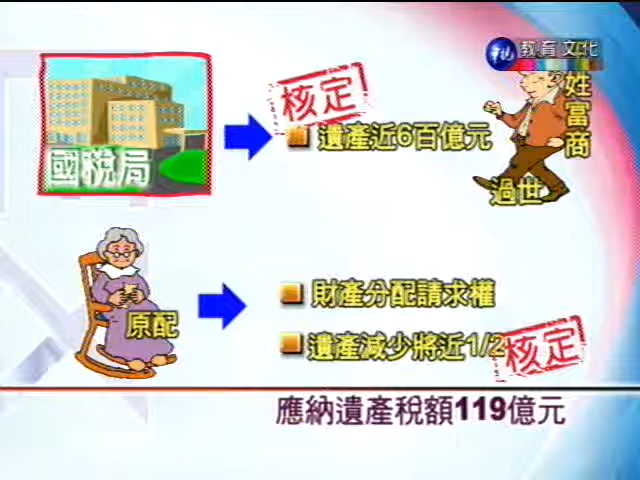 華視 教育文化
核定
遺產近6百億元
姓富商
過世
國稅局
原配
財產分配請求權
遺產減少將近1/2
核定
應納遺產稅額119億元